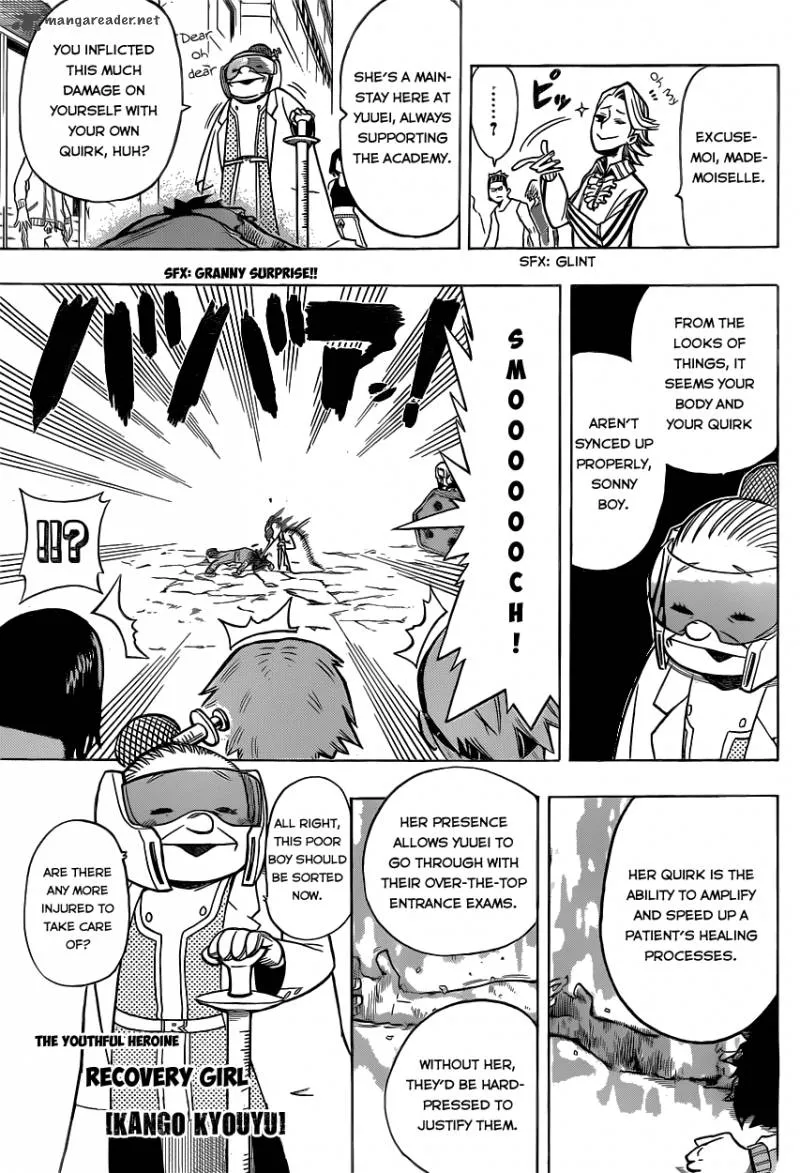 mangareader.net
EXCUSE-
MOI, MADE-
MOISELLE.
Oh My
ピッ
......
?
SFX: GLINT
SHE'S A MAIN-
STAY HERE AT
YUUEI, ALWAYS
SUPPORTING
THE ACADEMY.
Dear
oh
dear
YOU INFLICTED
THIS MUCH
DAMAGE ON
YOURSELF WITH
YOUR OWN
QUIRK, HUH?
SFX: GRANNY SURPRISE!!
FROM THE
LOOKS OF
THINGS, IT
SEEMS YOUR
BODY AND
YOUR QUIRK
AREN'T
SYNCED UP
PROPERLY,
SONNY
BOY.
SMOOOOOOCH!
!!?
HER QUIRK IS THE
ABILITY TO AMPLIFY
AND SPEED UP A
PATIENT'S HEALING
PROCESSES.
HER PRESENCE
ALLOWS YUUEI TO
GO THROUGH WITH
THEIR OVER-THE-TOP
ENTRANCE EXAMS.
WITHOUT HER,
THEY'D BE HARD-
PRESSED TO
JUSTIFY THEM.
ALL RIGHT,
THIS POOR
BOY SHOULD
BE SORTED
NOW.
ARE THERE
ANY MORE
INJURED TO
TAKE CARE
OF?
THE YOUTHFUL HEROINE
RECOVERY GIRL
[KANGO KYOUYU]